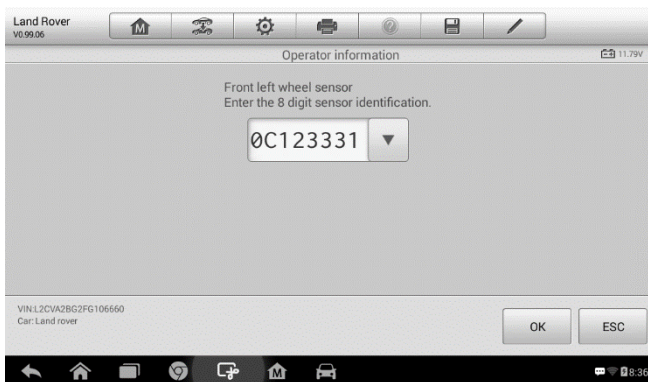 Land Rover
V0.99.06
Operator information
11.79V
Front left wheel sensor
Enter the 8 digit sensor identification.
0C123331
VIN:L2CVA2BG2FG106660
Car: Land rover
OK
ESC
8:36